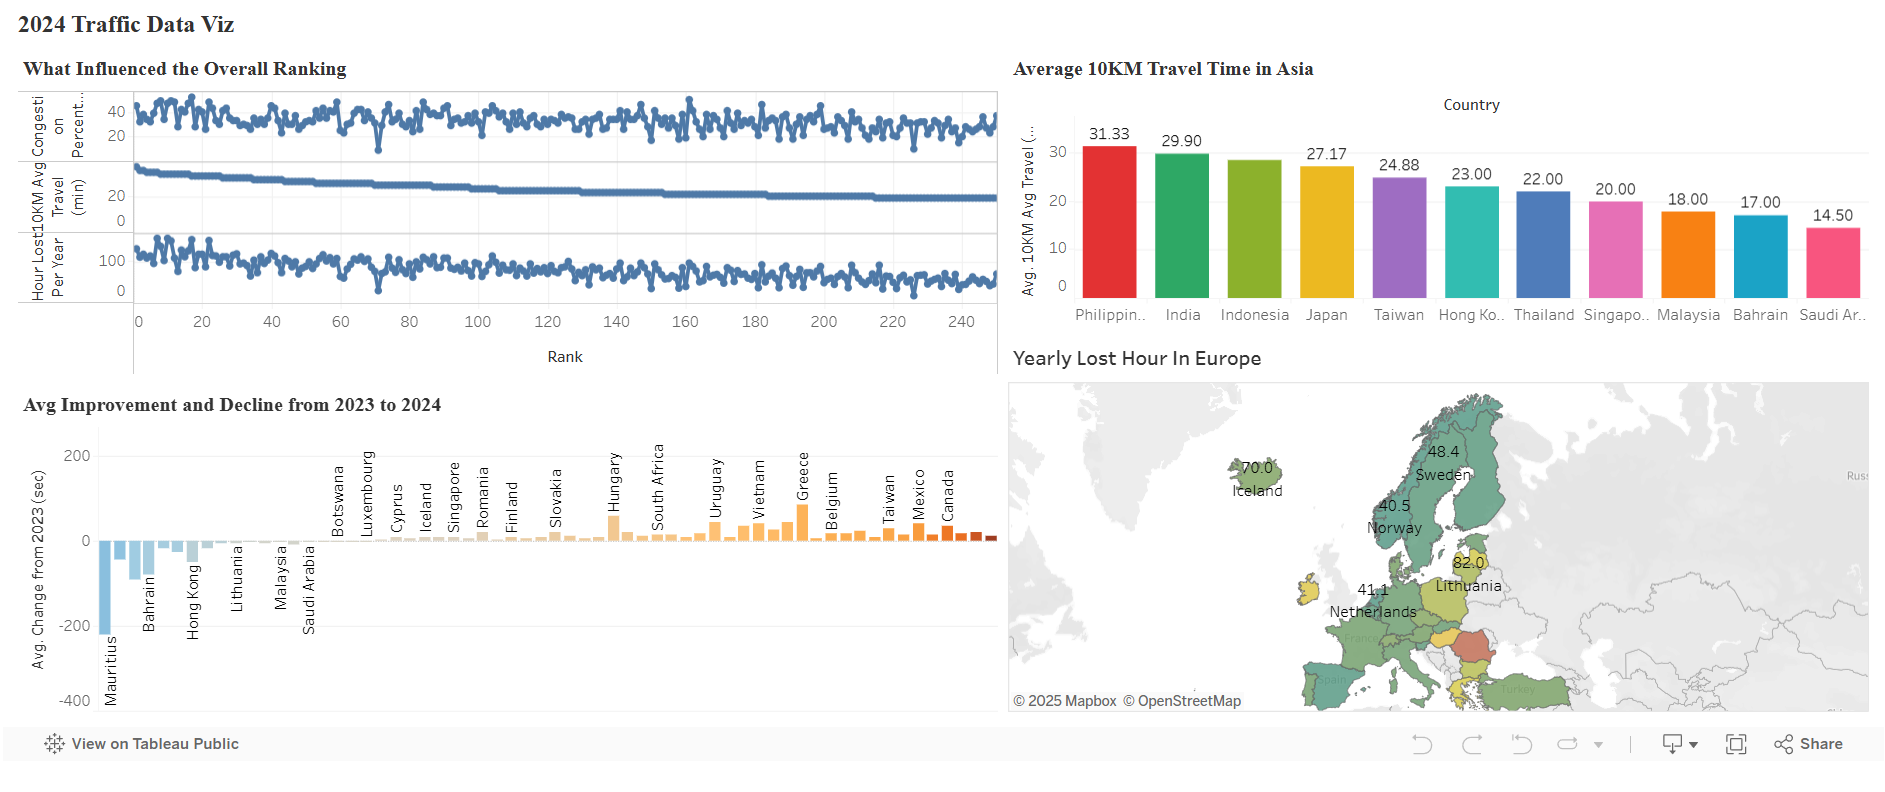 2024 Traffic Data Viz
What Influenced the Overall Ranking
Congesti
on
Percent...
40
20
10KM Avg
Travel
(min)
20
0
Hour Lost
Per Year
100
0
0 20 40 60 80 100 120 140 160 180 200 220 240
Rank
Average 10KM Travel Time in Asia
Country
Avg. 10KM Avg Travel (...
30
20
10
0
31.33 29.90 27.17 24.88 23.00 22.00 20.00 18.00 17.00 14.50
Philippin.. India Indonesia Japan Taiwan Hong Ko.. Thailand Singapo.. Malaysia Bahrain Saudi Ar..
Avg Improvement and Decline from 2023 to 2024
Avg. Change from 2023 (sec)
200
0
-200
-400
Mauritius
Bahrain
Hong Kong
Lithuania
Malaysia
Saudi Arabia
Botswana
Luxembourg
Cyprus
Iceland
Singapore
Romania
Finland
Slovakia
Hungary
South Africa
Uruguay
Vietnam
Greece
Belgium
Taiwan
Mexico
Canada
Yearly Lost Hour In Europe
70.0
Iceland
48.4
Sweden
40.5
Norway
82.0
Lithuania
41.1
Netherlands
France
Spain
Turkey
Russ
© 2025 Mapbox © OpenStreetMap
View on Tableau Public
Share